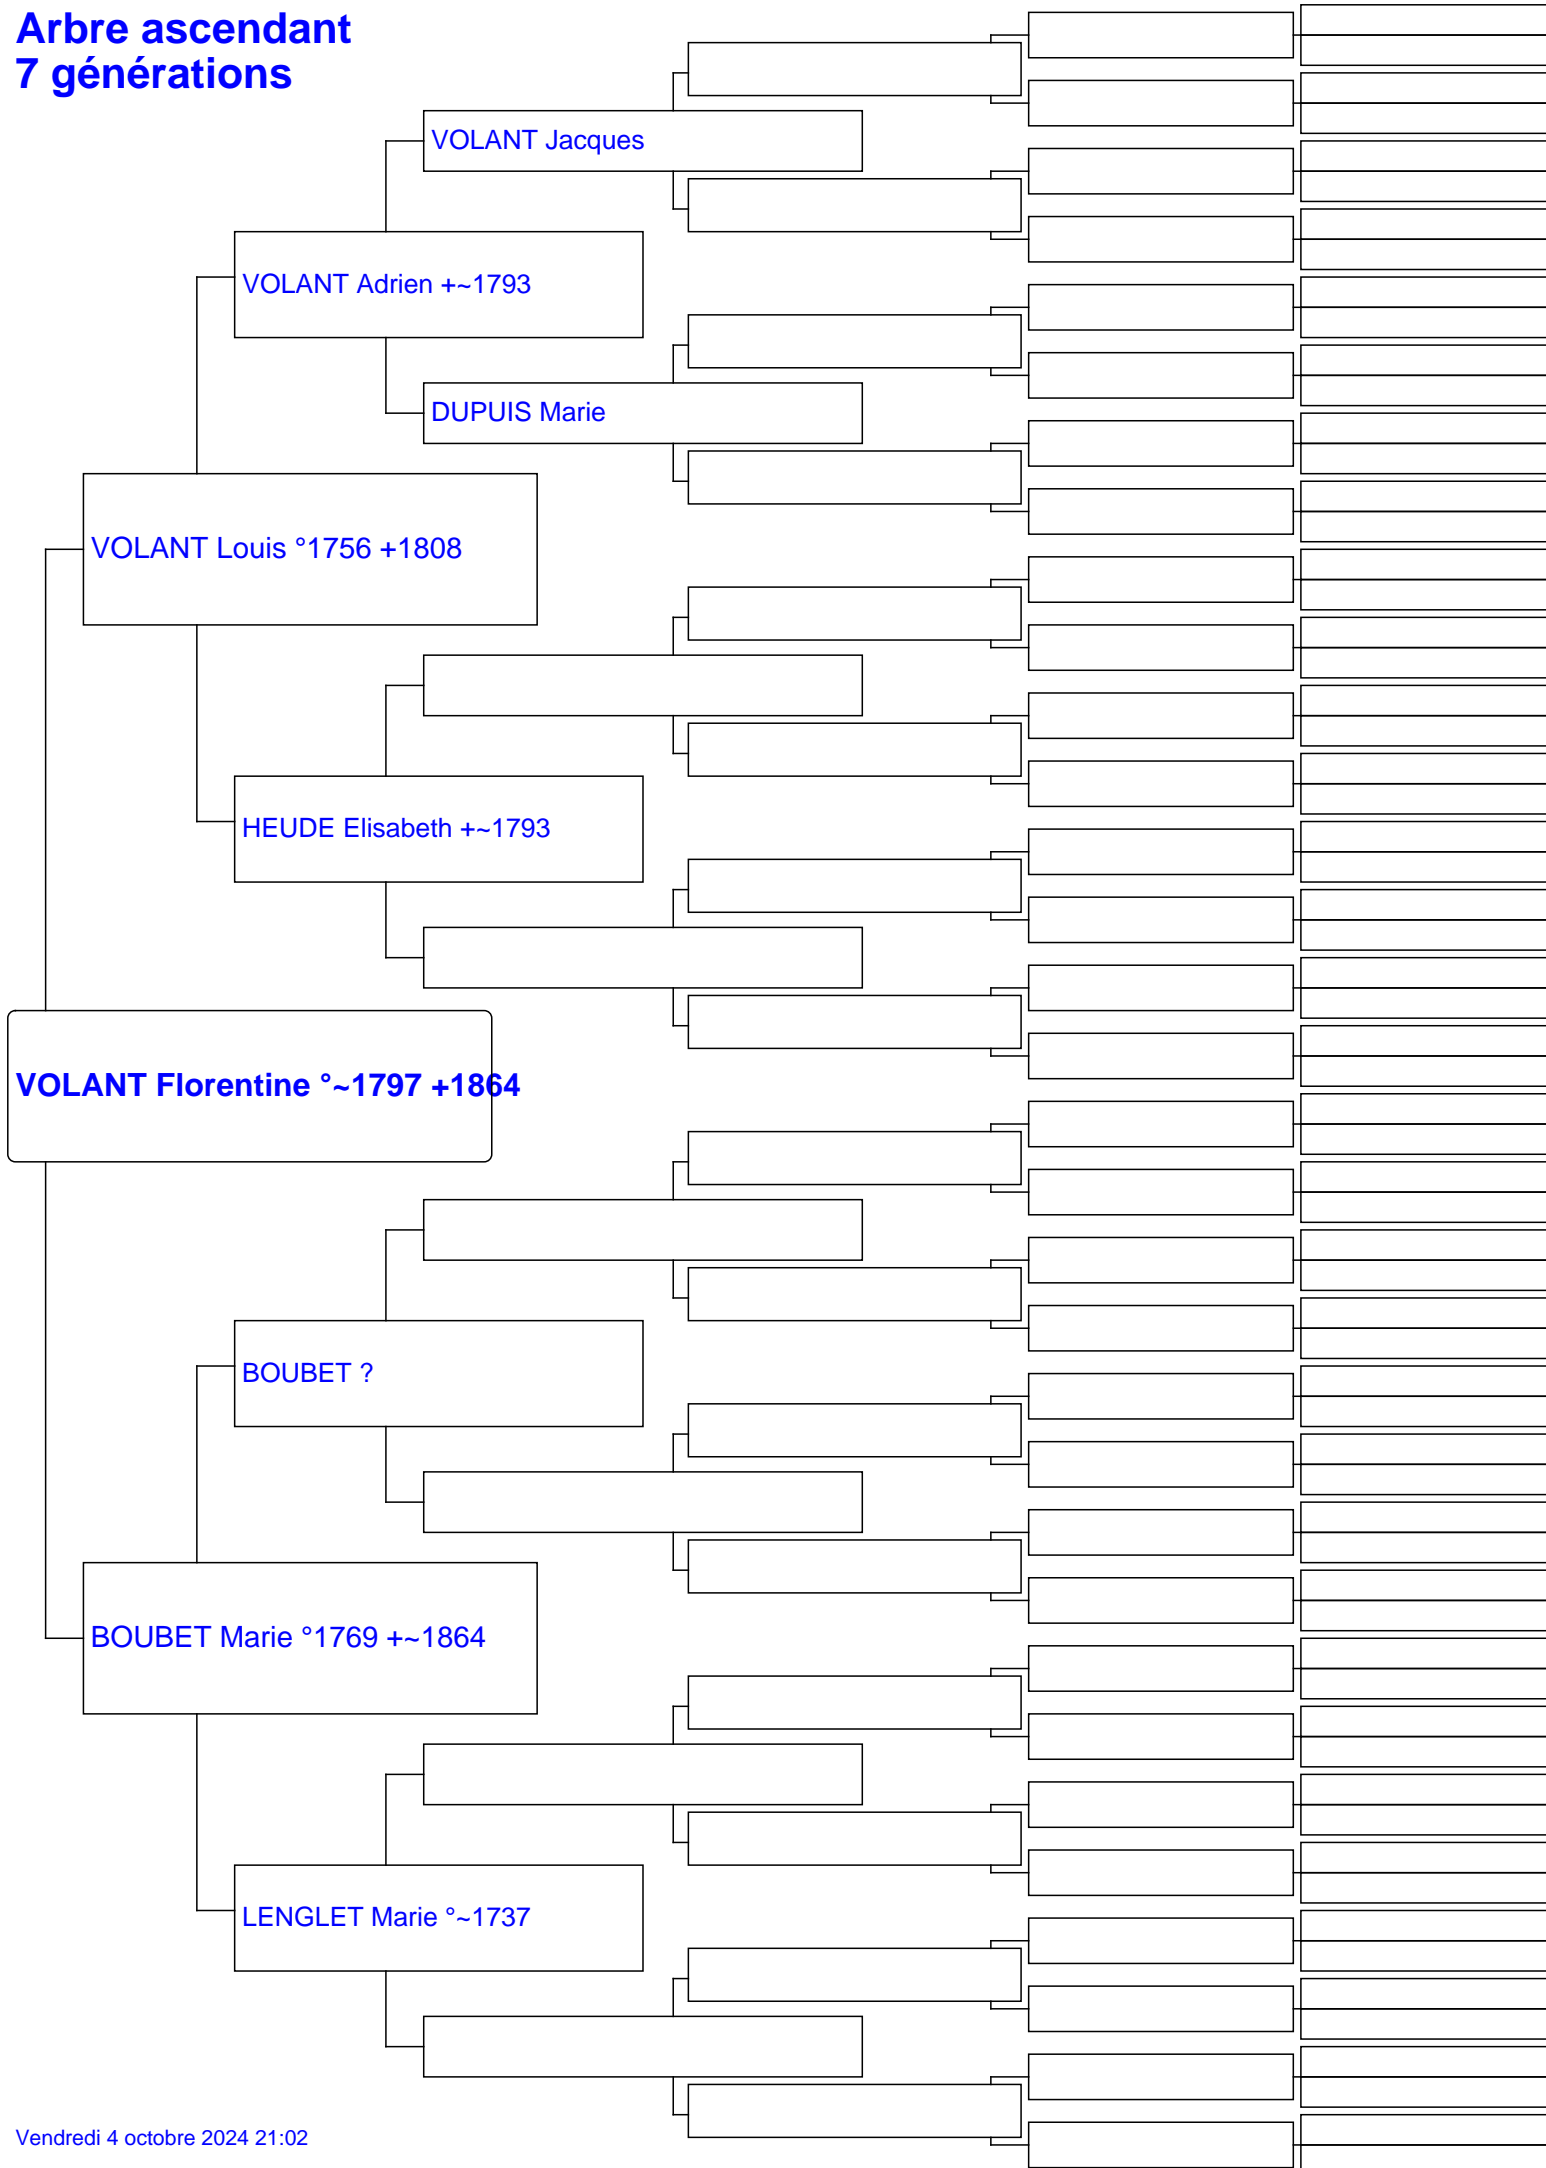 Arbre ascendant
7 générations
VOLANT Jacques
VOLANT Adrien +~1793
DUPUIS Marie
VOLANT Louis °1756 +1808
HEUDE Elisabeth +~1793
VOLANT Florentine °~1797 +1864
BOUBET ?
BOUBET Marie °1769 +~1864
LENGLET Marie °~1737
Vendredi 4 octobre 2024 21:02